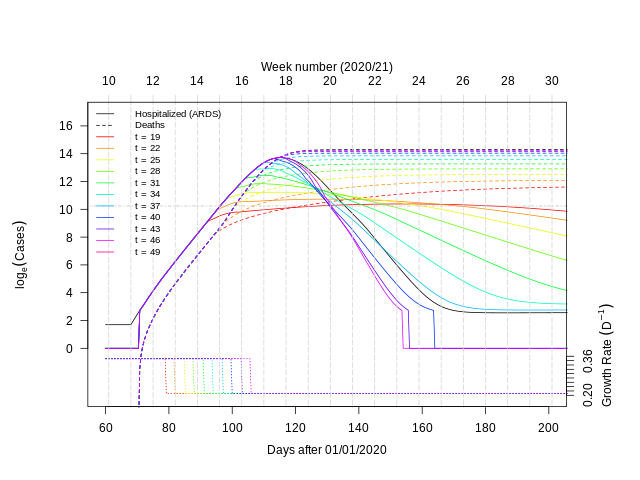 Week number (2020/21)
10 12 14 16 18 20 22 24 26 28 30
Hospitalized (ARDS)
Deaths
t = 19
t = 22
t = 25
t = 28
t = 31
t = 34
t = 37
t = 40
t = 43
t = 46
t = 49
16
14
12
10
8
6
4
2
0
logₑ(Cases)
0.20 0.36
Growth Rate (D⁻¹)
60 80 100 120 140 160 180 200
Days after 01/01/2020